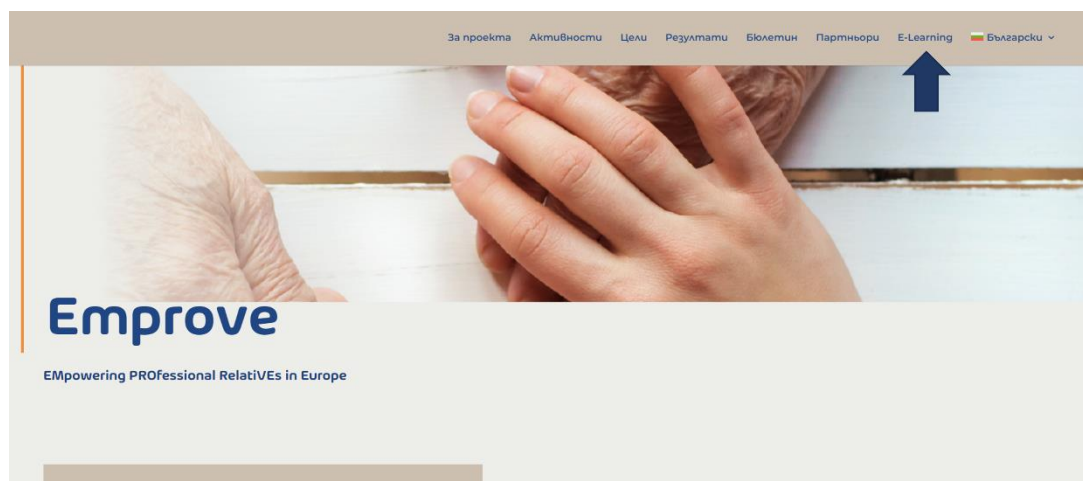 За проекта Активности Цели Резултати Бюлетин Партньори E-Learning Български
Emprove
EMpowering PROfessional RelatiVEs in Europe